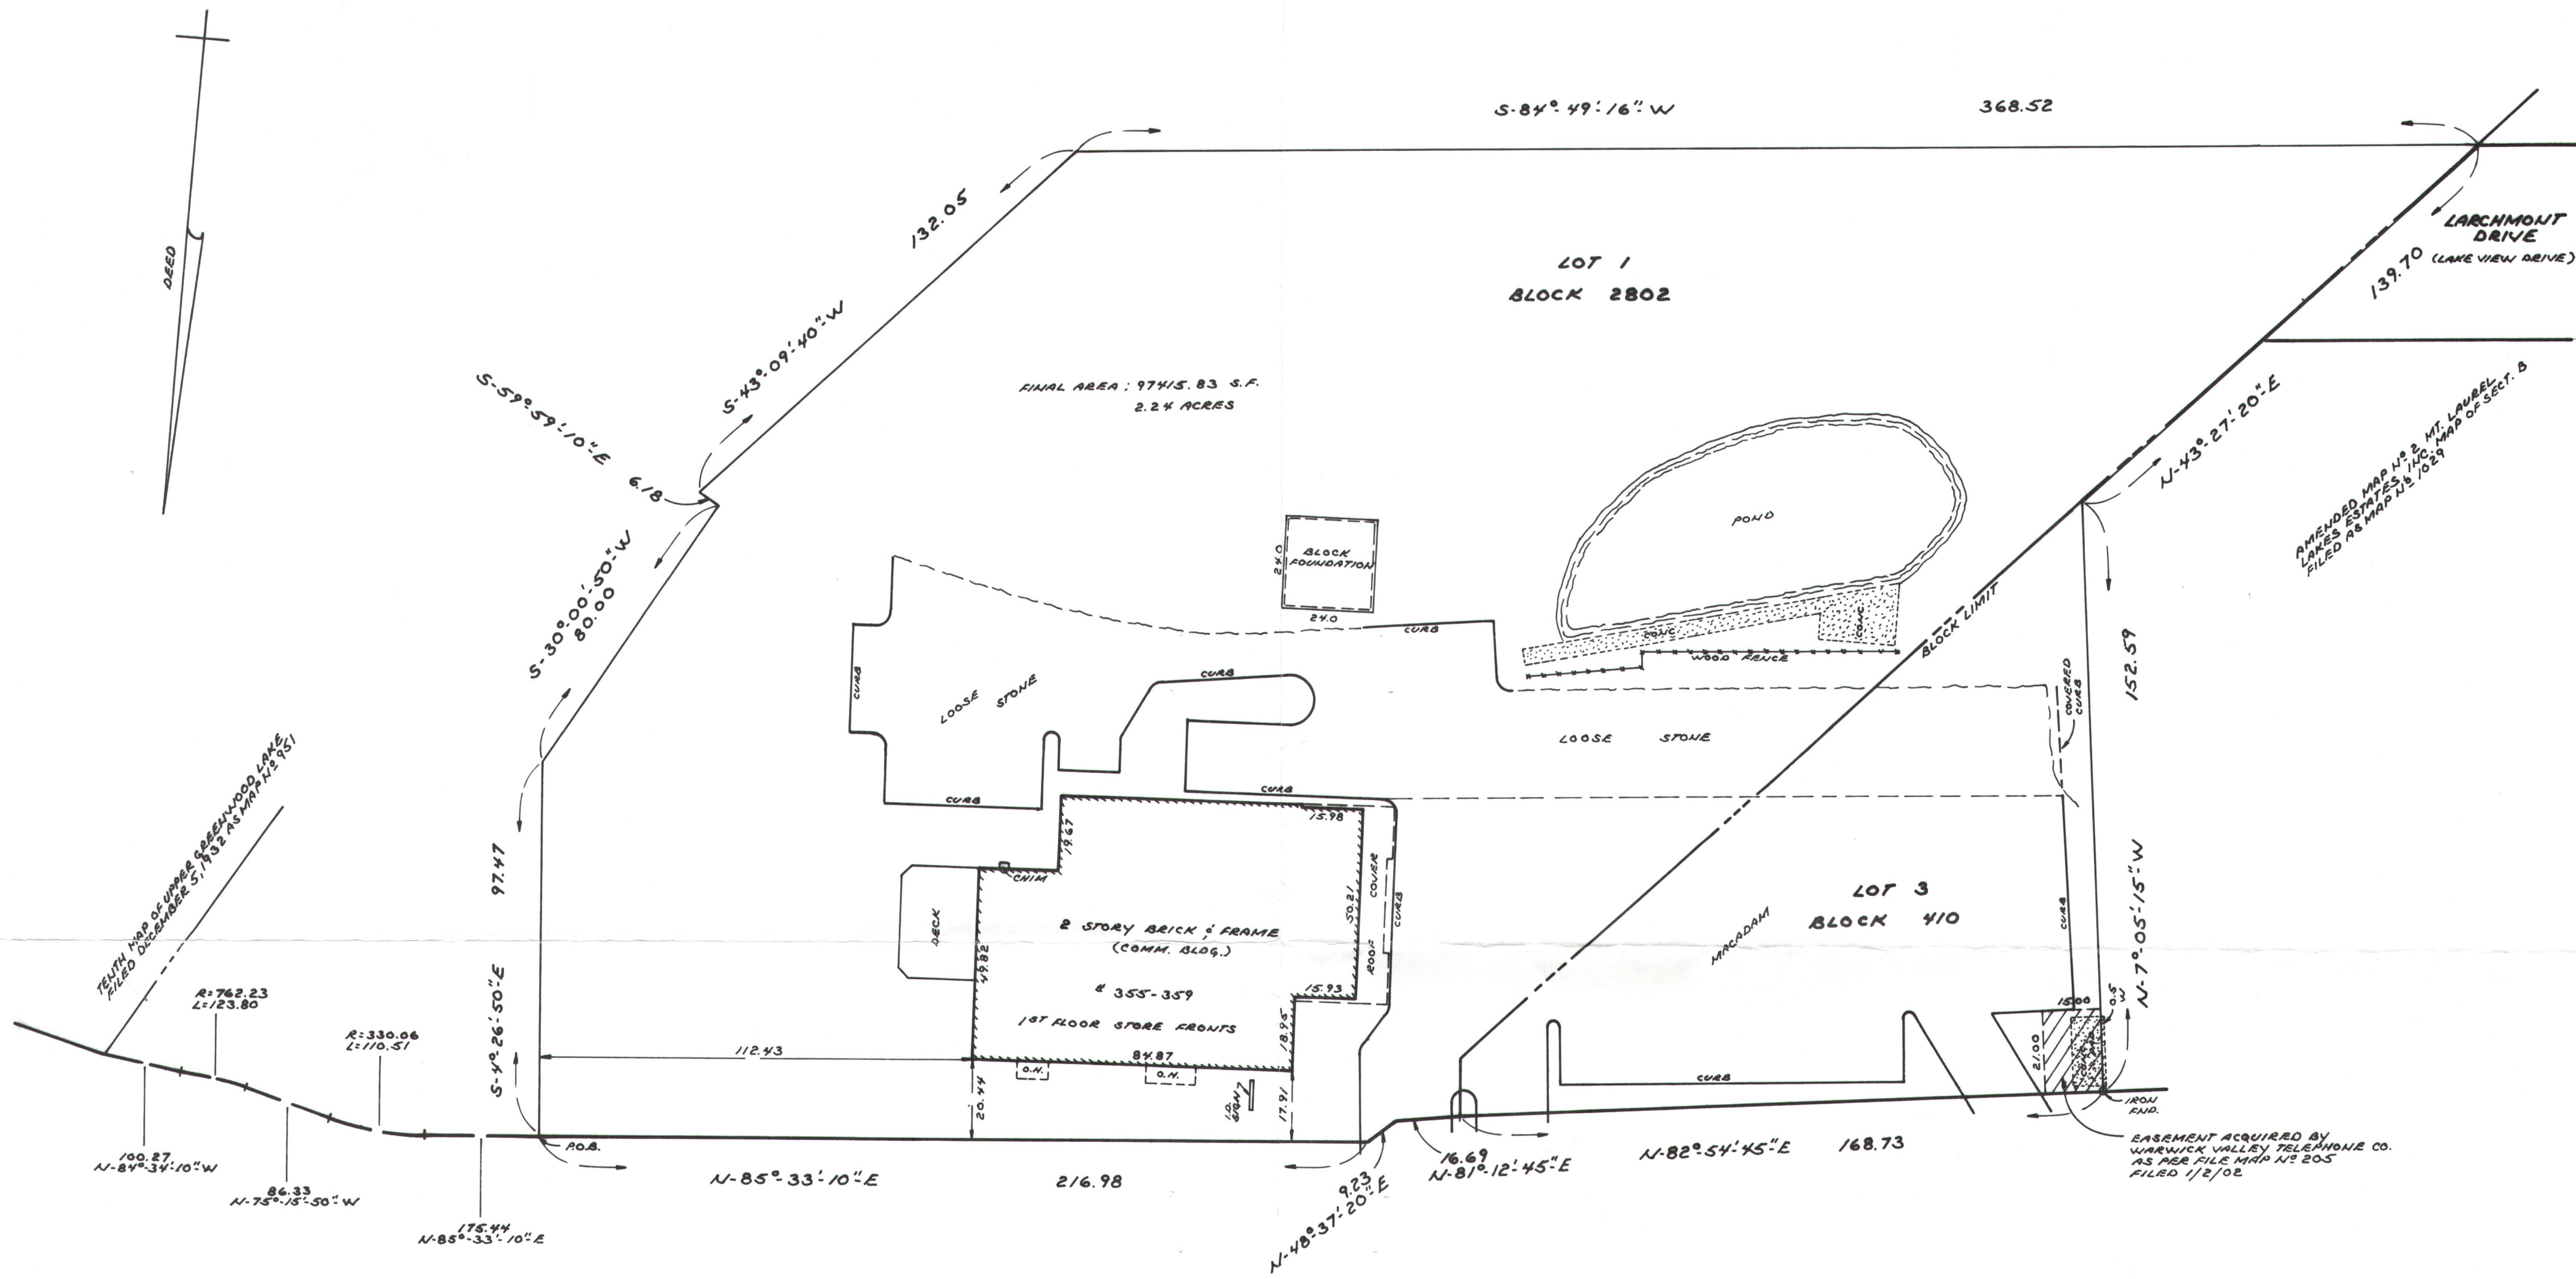 S-84°-49'-16"-W 368.52
DEED
132.05
S-43°-09'-40"-W
S-59°-59'-10"-E
6.18
S-30°-00'-50"-W
80.00
LARCHMONT
DRIVE
(LAKE VIEW DRIVE)
139.70
N-43°-27'-20"-E
AMENDED MAP Nº 2 MT. LAUREL
LAKES ESTATES, INC. MAP OF SECT. B
FILED AS MAP Nº 1029
LOT 1
BLOCK 2802
FINAL AREA: 97415.83 S.F.
2.24 ACRES
POND
BLOCK
FOUNDATION
24.0
24.0
CURB
CONC.
CONC.
WOOD FENCE
BLOCK LIMIT
COVERED
CURB
152.59
N-7°-05'-15"-W
CURB
LOOSE STONE
CURB
LOOSE STONE
CURB
CURB
TENTH MAP OF UPPER GREENWOOD LAKE
FILED DECEMBER 5, 1932 AS MAP Nº 951
97.47
S-4°-26'-50"-E
15.98
19.67
CHIM
DECK
49.82
2 STORY BRICK & FRAME
(COMM. BLDG.)
# 355-359
1ST FLOOR STORE FRONTS
50.21
ROOF COVER
CURB
15.93
18.95
84.87
112.43
20.44
O.H.
O.H.
I.D.
SIGN
17.91
MACADAM
LOT 3
BLOCK 410
CURB
CURB
15.00
0.5
W
21.00
IRON
FND.
EASEMENT ACQUIRED BY
WARWICK VALLEY TELEPHONE CO.
AS PER FILE MAP Nº 205
FILED 1/2/02
R=762.23
L=123.80
R=330.06
L=110.51
100.27
N-84°-34'-10"-W
86.33
N-75°-15'-50"-W
175.44
N-85°-33'-10"-E
P.O.B.
N-85°-33'-10"-E 216.98
9.23
N-48°-37'-20"-E
16.69
N-81°-12'-45"-E
N-82°-54'-45"-E 168.73